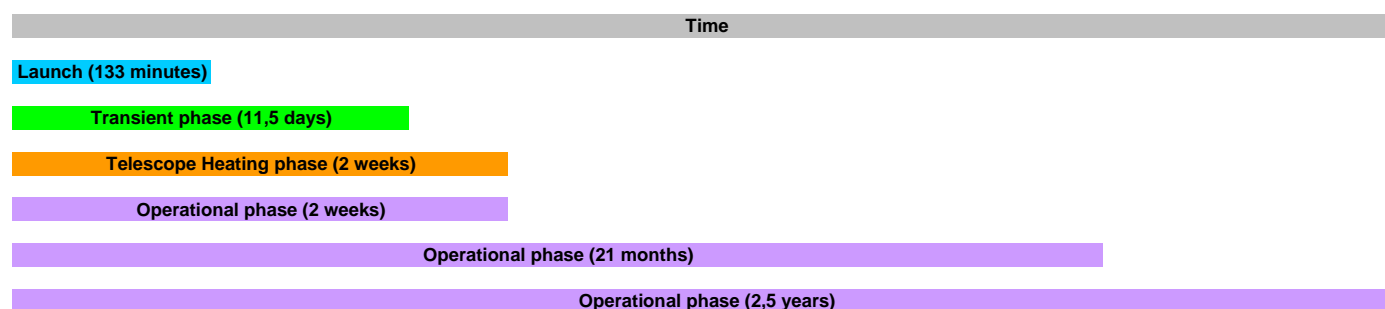 Time
Launch (133 minutes)
Transient phase (11,5 days)
Telescope Heating phase (2 weeks)
Operational phase (2 weeks)
Operational phase (21 months)
Operational phase (2,5 years)